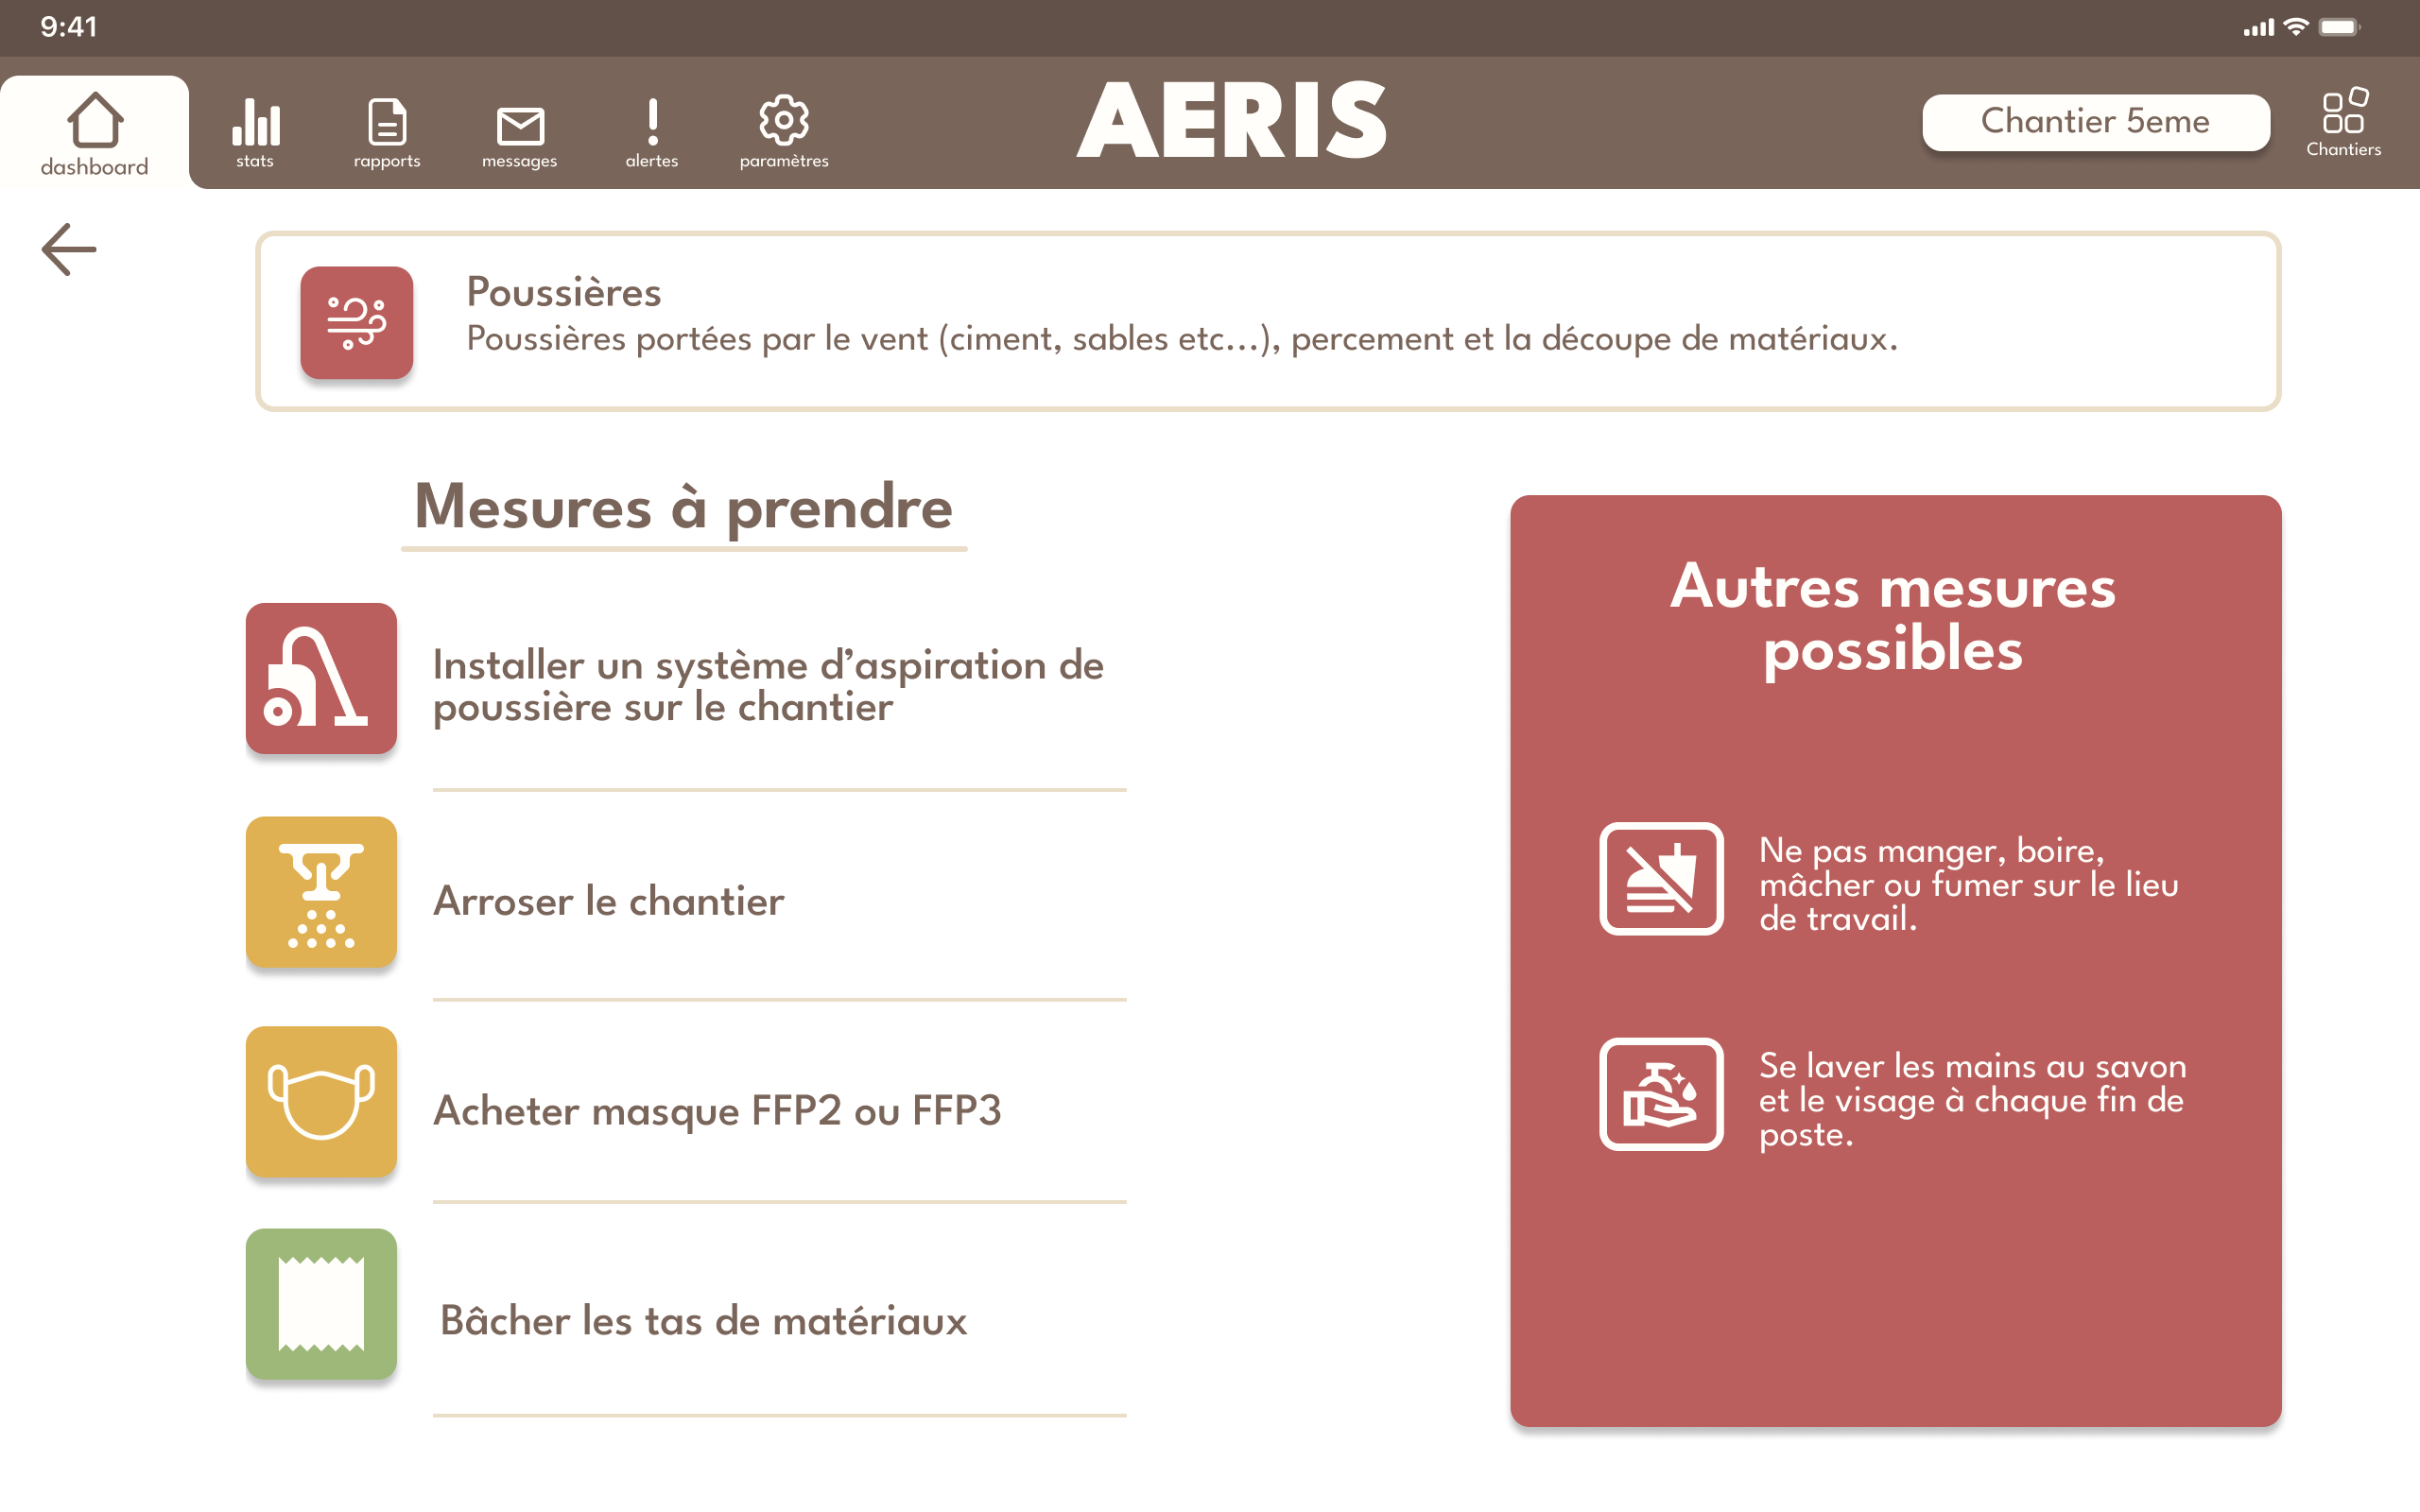 9:41
dashboard
stats
rapports
messages
alertes
paramètres
AERIS
Chantier 5eme
Chantiers
Poussières
Poussières portées par le vent (ciment, sables etc...), percement et la découpe de matériaux.
Mesures à prendre
Installer un système d’aspiration de
poussière sur le chantier
Arroser le chantier
Acheter masque FFP2 ou FFP3
Bâcher les tas de matériaux
Autres mesures
possibles
Ne pas manger, boire,
mâcher ou fumer sur le lieu
de travail.
Se laver les mains au savon
et le visage à chaque fin de
poste.